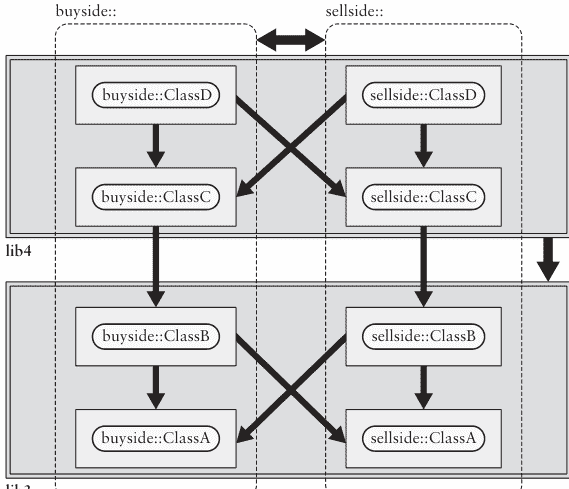 buyside::
sellside::
buyside::ClassD
sellside::ClassD
buyside::ClassC
sellside::ClassC
lib4
buyside::ClassB
sellside::ClassB
buyside::ClassA
sellside::ClassA